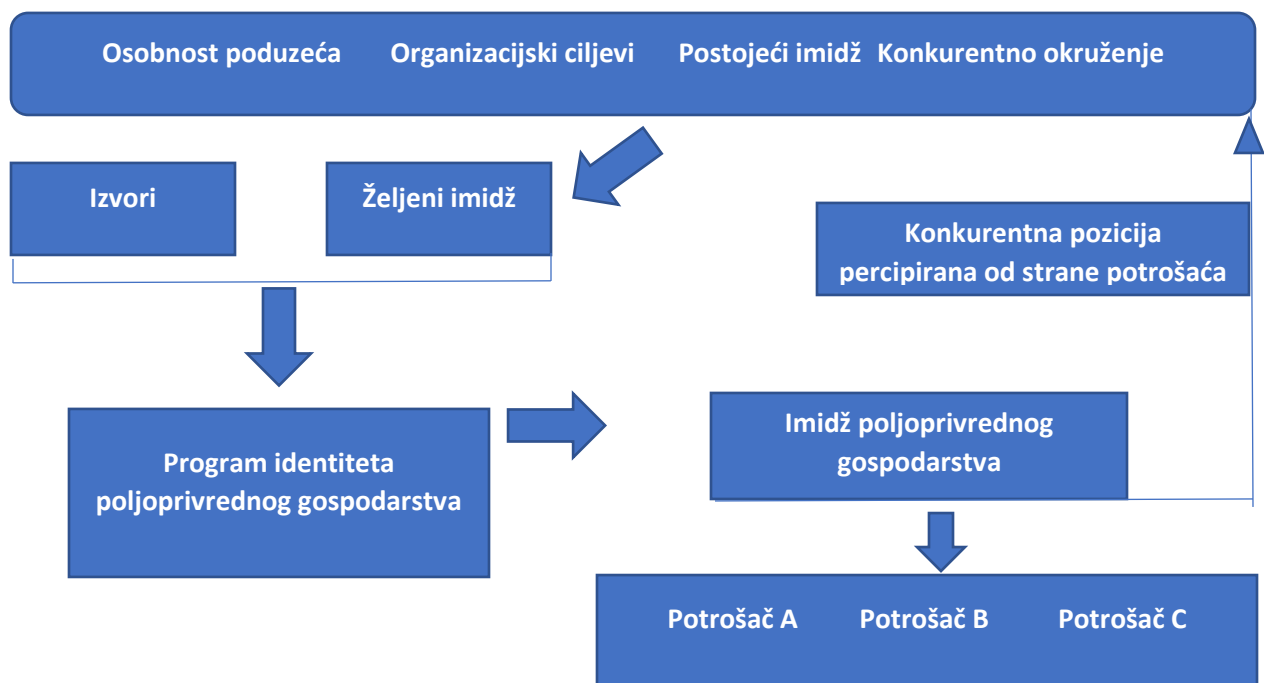 Osobnost poduzeća Organizacijski ciljevi Postojeći imidž Konkurentno okruženje
Izvori
Željeni imidž
Konkurentna pozicija
percipirana od strane potrošaća
Program identiteta
poljoprivrednog gospodarstva
Imidž poljoprivrednog
gospodarstva
Potrošač A Potrošač B Potrošač C